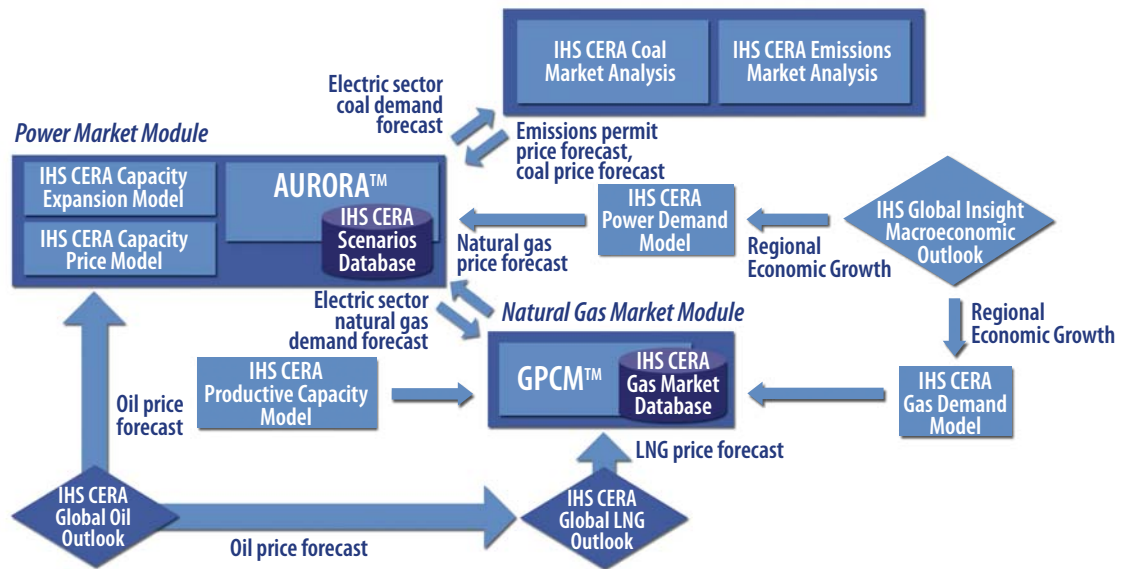 IHS CERA Coal
Market Analysis
IHS CERA Emissions
Market Analysis
Electric sector
coal demand
forecast
Power Market Module
Emissions permit
price forecast,
coal price forecast
IHS CERA Capacity
Expansion Model
AURORA™
IHS CERA Capacity
Price Model
IHS CERA
Scenarios
Database
IHS CERA
Power Demand
Model
IHS Global Insight
Macroeconomic
Outlook
Natural gas
price forecast
Regional
Economic Growth
Electric sector
natural gas
demand forecast
Natural Gas Market Module
Regional
Economic Growth
IHS CERA
Productive Capacity
Model
GPCM™
IHS CERA
Gas Market
Database
IHS CERA
Gas Demand
Model
Oil price
forecast
LNG price forecast
IHS CERA
Global Oil
Outlook
IHS CERA
Global LNG
Outlook
Oil price forecast